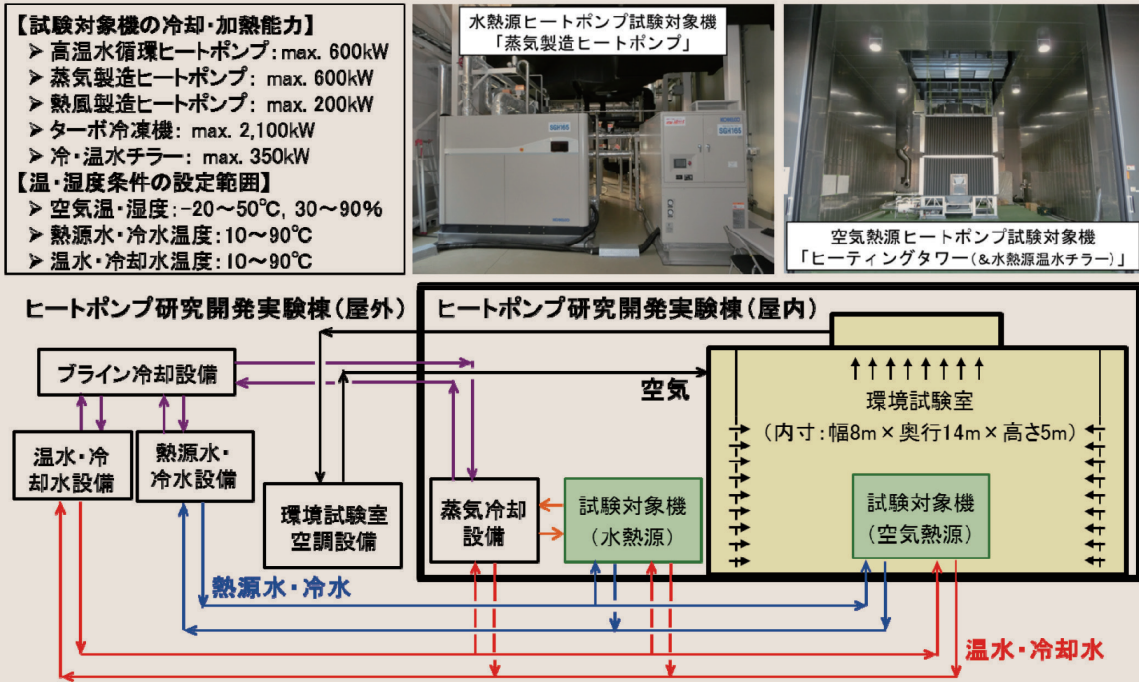 【試験対象機の冷却・加熱能力】
➢ 高温水循環ヒートポンプ: max. 600kW
➢ 蒸気製造ヒートポンプ: max. 600kW
➢ 熱風製造ヒートポンプ: max. 200kW
➢ ターボ冷凍機: max. 2,100kW
➢ 冷・温水チラー: max. 350kW
【温・湿度条件の設定範囲】
➢ 空気温・湿度:-20～50℃, 30～90%
➢ 熱源水・冷水温度:10～90℃
➢ 温水・冷却水温度:10～90℃
水熱源ヒートポンプ試験対象機
「蒸気製造ヒートポンプ」
SGH165
SGH165
空気熱源ヒートポンプ試験対象機
「ヒーティングタワー(&水熱源温水チラー)」
ヒートポンプ研究開発実験棟(屋外)
ヒートポンプ研究開発実験棟(屋内)
ブライン冷却設備
空気
環境試験室
(内寸:幅8m×奥行14m×高さ5m)
温水・冷
却水設備
熱源水・
冷水設備
環境試験室
空調設備
蒸気冷却
設備
試験対象機
(水熱源)
試験対象機
(空気熱源)
熱源水・冷水
温水・冷却水